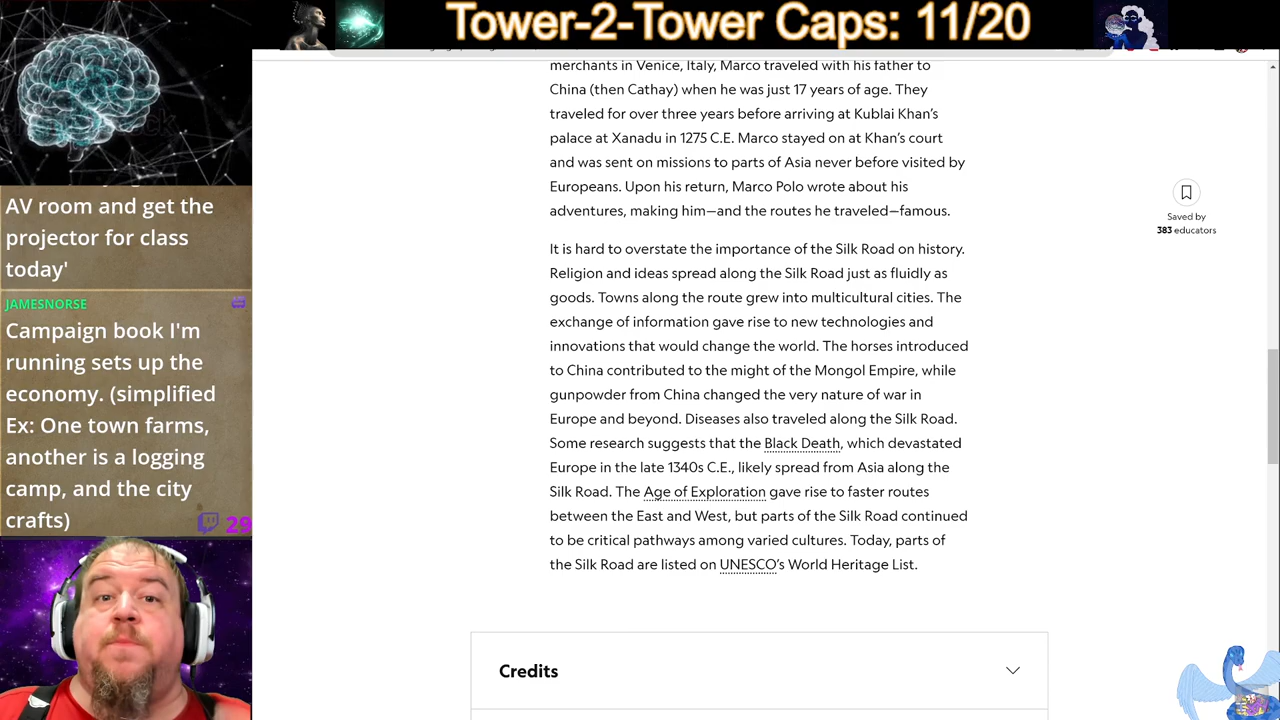 Tower-2-Tower Caps: 11/20
AV room and get the
projector for class
today'
JAMESNORSE
Campaign book I'm
running sets up the
economy. (simplified
Ex: One town farms,
another is a logging
camp, and the city
crafts)
29
merchants in Venice, Italy, Marco traveled with his father to
China (then Cathay) when he was just 17 years of age. They
traveled for over three years before arriving at Kublai Khan's
palace at Xanadu in 1275 C.E. Marco stayed on at Khan's court
and was sent on missions to parts of Asia never before visited by
Europeans. Upon his return, Marco Polo wrote about his
adventures, making him—and the routes he traveled—famous.
It is hard to overstate the importance of the Silk Road on history.
Religion and ideas spread along the Silk Road just as fluidly as
goods. Towns along the route grew into multicultural cities. The
exchange of information gave rise to new technologies and
innovations that would change the world. The horses introduced
to China contributed to the might of the Mongol Empire, while
gunpowder from China changed the very nature of war in
Europe and beyond. Diseases also traveled along the Silk Road.
Some research suggests that the Black Death, which devastated
Europe in the late 1340s C.E., likely spread from Asia along the
Silk Road. The Age of Exploration gave rise to faster routes
between the East and West, but parts of the Silk Road continued
to be critical pathways among varied cultures. Today, parts of
the Silk Road are listed on UNESCO's World Heritage List.
Saved by
383 educators
Credits